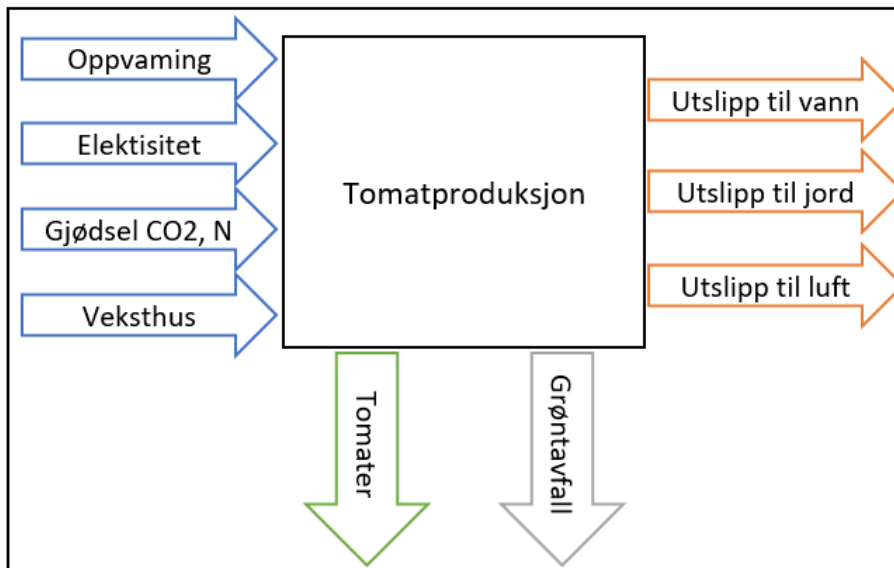 Oppvaming
Elektisitet
Gjødsel CO2, N
Veksthus
Tomatproduksjon
Utslipp til vann
Utslipp til jord
Utslipp til luft
Tomater
Grøntavfall